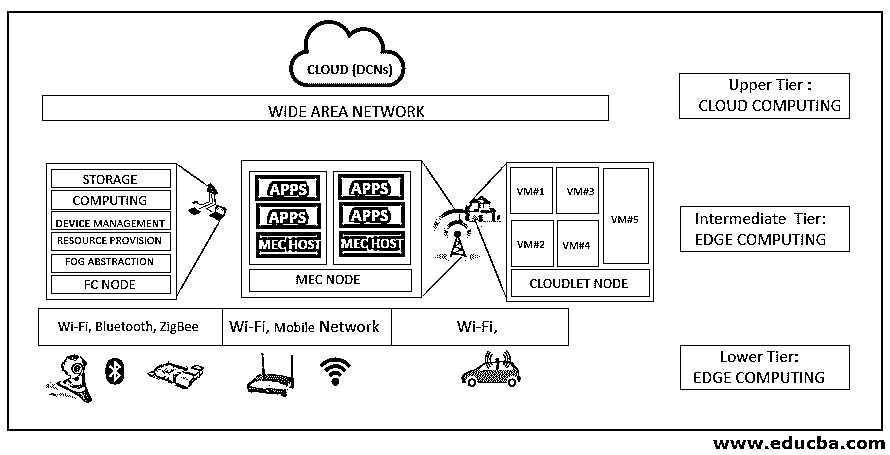 CLOUD (DCNs)
WIDE AREA NETWORK
Upper Tier :
CLOUD COMPUTING
STORAGE
COMPUTING
DEVICE MANAGEMENT
RESOURCE PROVISION
FOG ABSTRACTION
FC NODE
APPS
APPS
APPS
APPS
MEC HOST
MEC HOST
MEC NODE
VM#1
VM#3
VM#5
VM#2
VM#4
CLOUDLET NODE
Intermediate Tier:
EDGE COMPUTING
Wi-Fi, Bluetooth, ZigBee
Wi-Fi, Mobile Network
Wi-Fi,
Lower Tier:
EDGE COMPUTING
www.educba.com